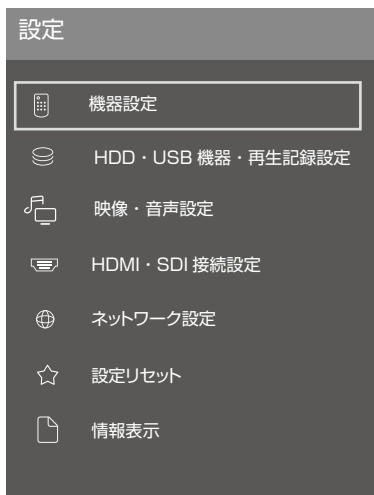 設定
機器設定
HDD・USB 機器・再生記録設定
映像・音声設定
HDMI・SDI 接続設定
ネットワーク設定
設定リセット
情報表示